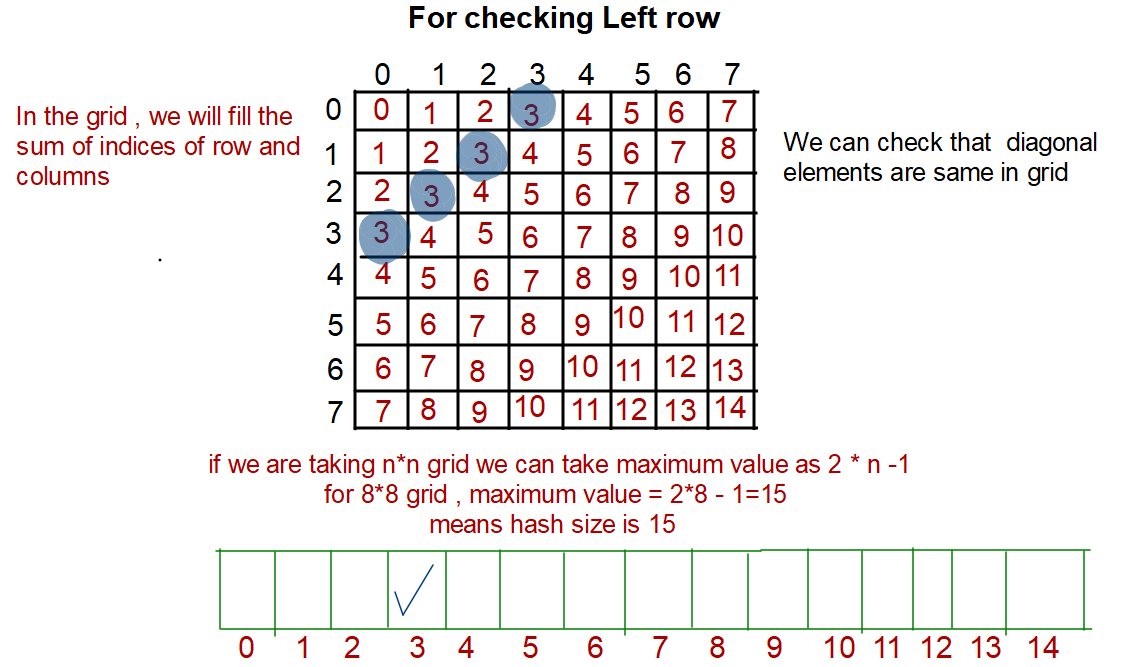 For checking Left row
0 1 2 3 4 5 6 7
In the grid , we will fill the
sum of indices of row and
columns
0 0 1 2 3 4 5 6 7
1 1 2 3 4 5 6 7 8
2 2 3 4 5 6 7 8 9
3 3 4 5 6 7 8 9 10
4 4 5 6 7 8 9 10 11
5 5 6 7 8 9 10 11 12
6 6 7 8 9 10 11 12 13
7 7 8 9 10 11 12 13 14
We can check that diagonal
elements are same in grid
if we are taking n*n grid we can take maximum value as 2 * n -1
for 8*8 grid , maximum value = 2*8 - 1=15
means hash size is 15
0 1 2 3 4 5 6 7 8 9 10 11 12 13 14